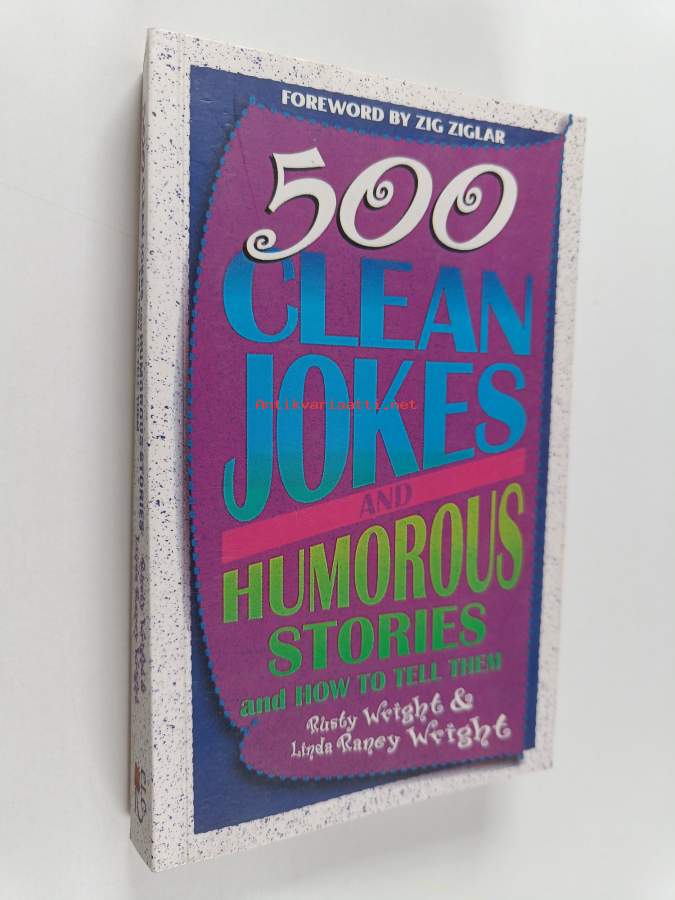 FOREWORD BY ZIG ZIGLAR
500
CLEAN
JOKES
Antikvariaatti.net
AND
HUMOROUS
STORIES
and HOW TO TELL THEM
Rusty Wright &
Linda Raney Wright